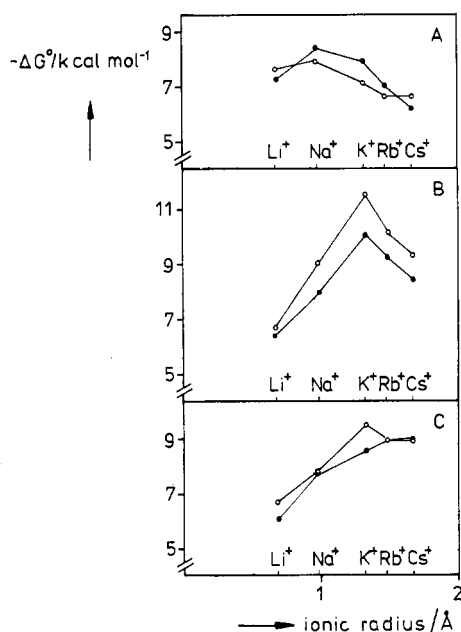 A
-ΔG°/k cal mol⁻¹
9
7
5
Li⁺ Na⁺ K⁺ Rb⁺ Cs⁺
B
11
9
7
5
Li⁺ Na⁺ K⁺ Rb⁺ Cs⁺
C
9
7
5
Li⁺ Na⁺ K⁺ Rb⁺ Cs⁺
1 2
ionic radius/Å